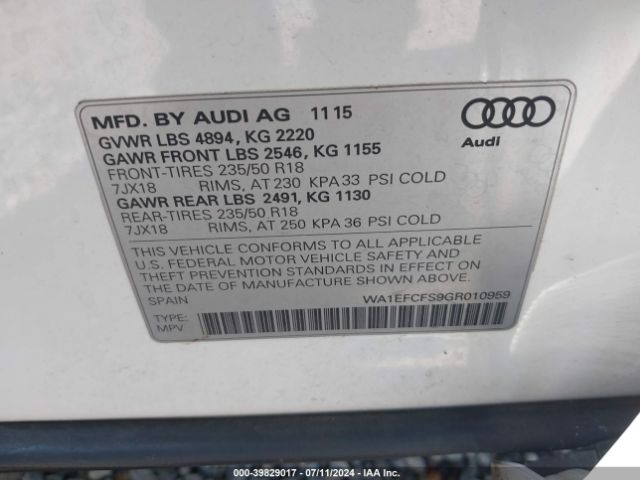 MFD. BY AUDI AG 11 15
GVWR LBS 4894, KG 2220
GAWR FRONT LBS 2546, KG 1155
FRONT-TIRES 235/50 R18
7JX18 RIMS, AT 230 KPA 33 PSI COLD
GAWR REAR LBS 2491, KG 1130
REAR-TIRES 235/50 R18
7JX18 RIMS, AT 250 KPA 36 PSI COLD
Audi
THIS VEHICLE CONFORMS TO ALL APPLICABLE
U.S. FEDERAL MOTOR VEHICLE SAFETY AND
THEFT PREVENTION STANDARDS IN EFFECT ON
THE DATE OF MANUFACTURE SHOWN ABOVE.
SPAIN WA1EFCFS9GR010959
TYPE:
MPV
000-39829017 - 07/11/2024 - IAAI.com